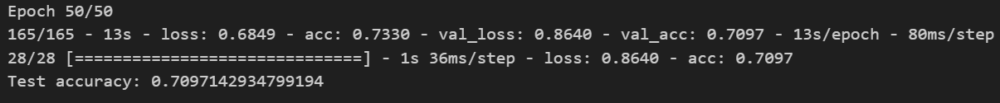 Epoch 50/50
165/165 - 13s - loss: 0.6849 - acc: 0.7330 - val_loss: 0.8640 - val_acc: 0.7097 - 13s/epoch - 80ms/step
28/28 [==============================] - 1s 36ms/step - loss: 0.8640 - acc: 0.7097
Test accuracy: 0.7097142934799194